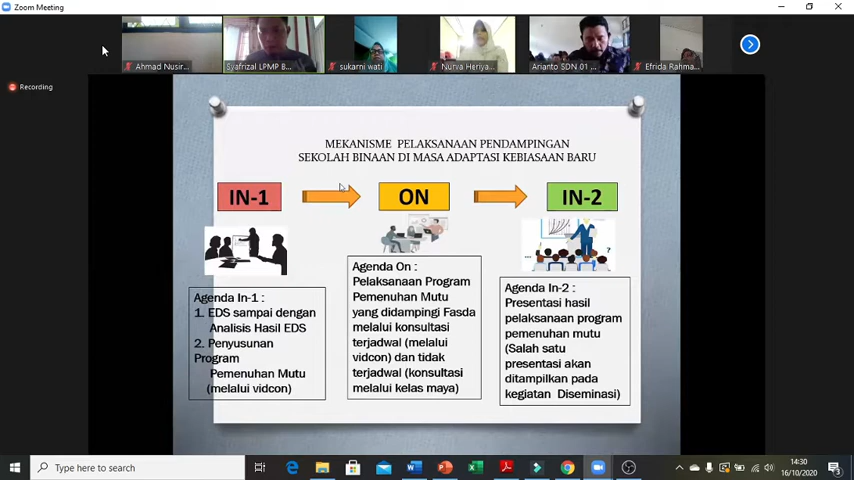 Zoom Meeting
Ahmad Nusir...
Syafrizal LPMP B...
sukarni wati
Nurva Heriya...
Arianto SDN 01 ...
Efrida Rahma...
Recording
MEKANISME PELAKSANAAN PENDAMPINGAN
SEKOLAH BINAAN DI MASA ADAPTASI KEBIASAAN BARU
IN-1
ON
IN-2
Agenda In-1 :
1. EDS sampai dengan
Analisis Hasil EDS
2. Penyusunan
Program
Pemenuhan Mutu
(melalui vidcon)
Agenda On :
Pelaksanaan Program
Pemenuhan Mutu
yang didampingi Fasda
melalui konsultasi
terjadwal (melalui
vidcon) dan tidak
terjadwal (konsultasi
melalui kelas maya)
Agenda In-2 :
Presentasi hasil
pelaksanaan program
pemenuhan mutu
(Salah satu
presentasi akan
ditampilkan pada
kegiatan Diseminasi)
Type here to search
14:30
16/10/2020